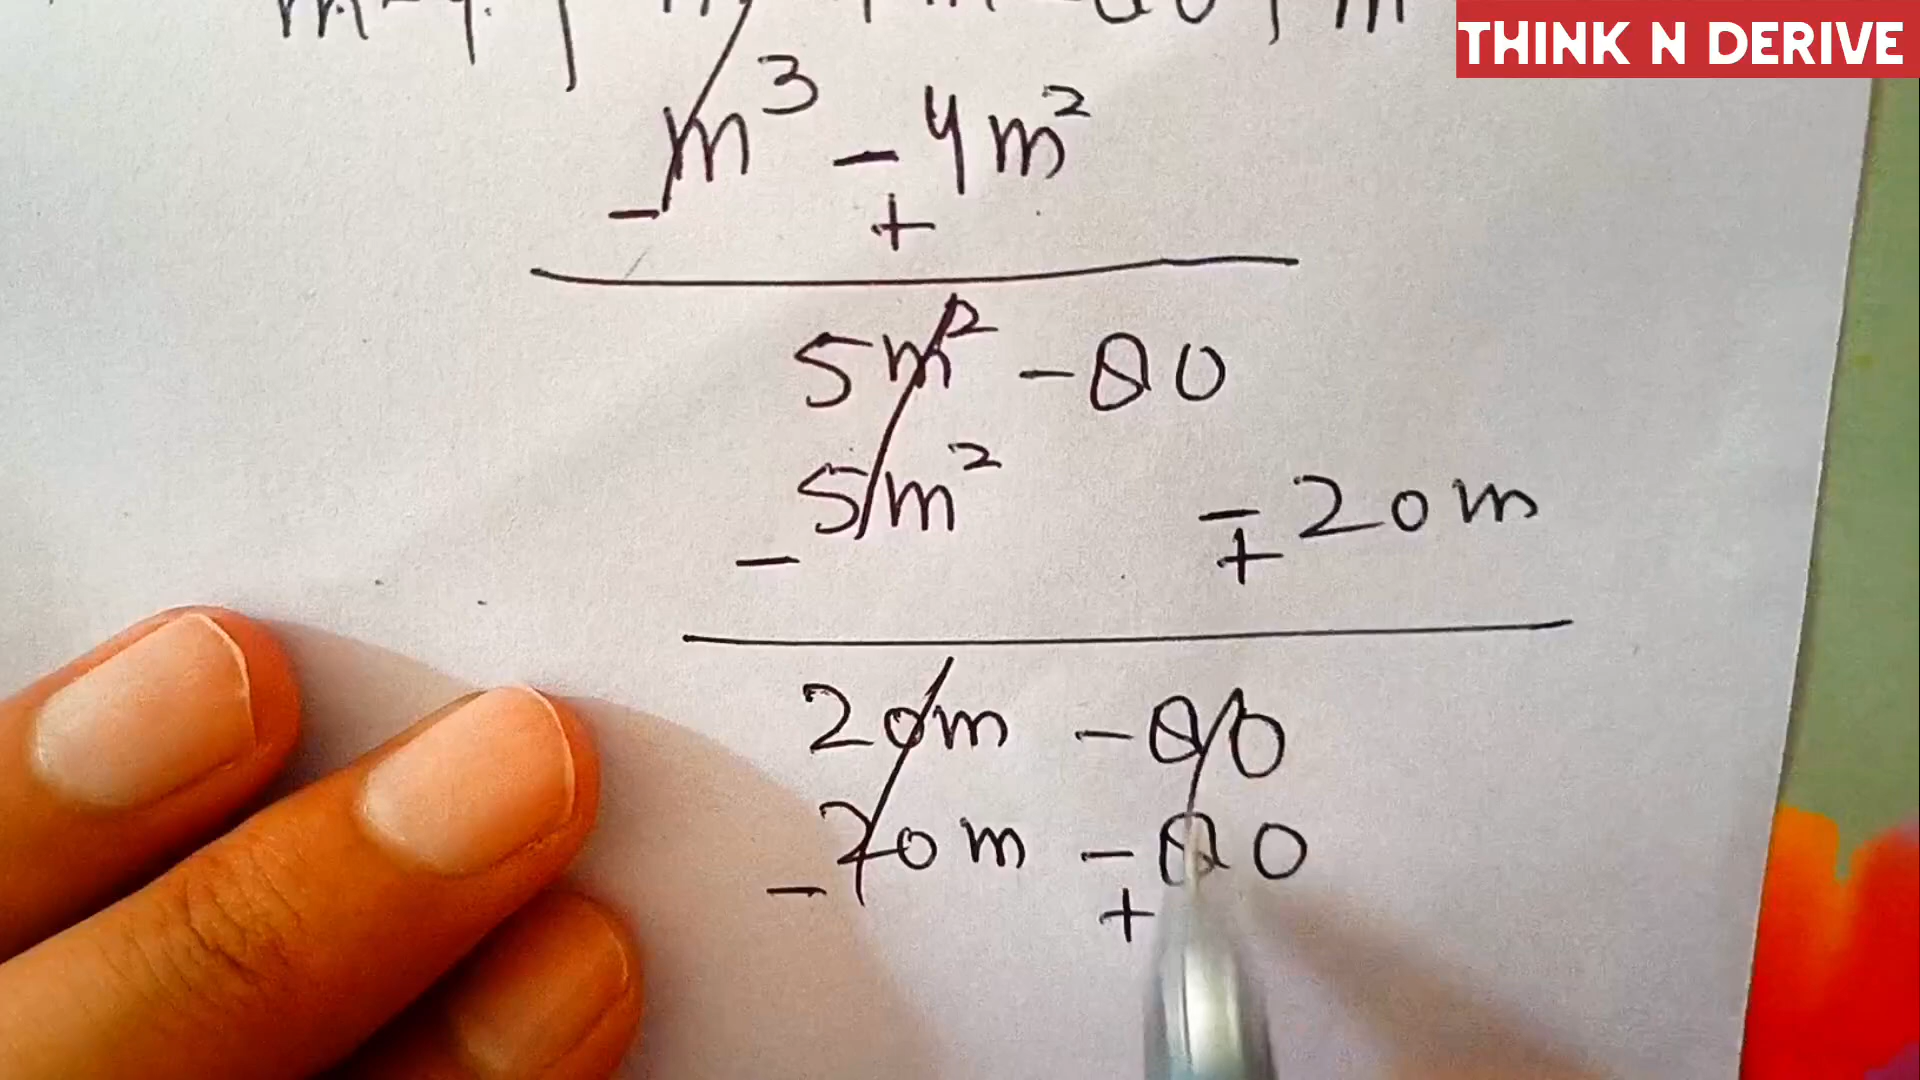 THINK N DERIVE
m³ - 4m²
- +
5m² - 80
5m² - 20m
- +
20m - 80
20m - 80
- +